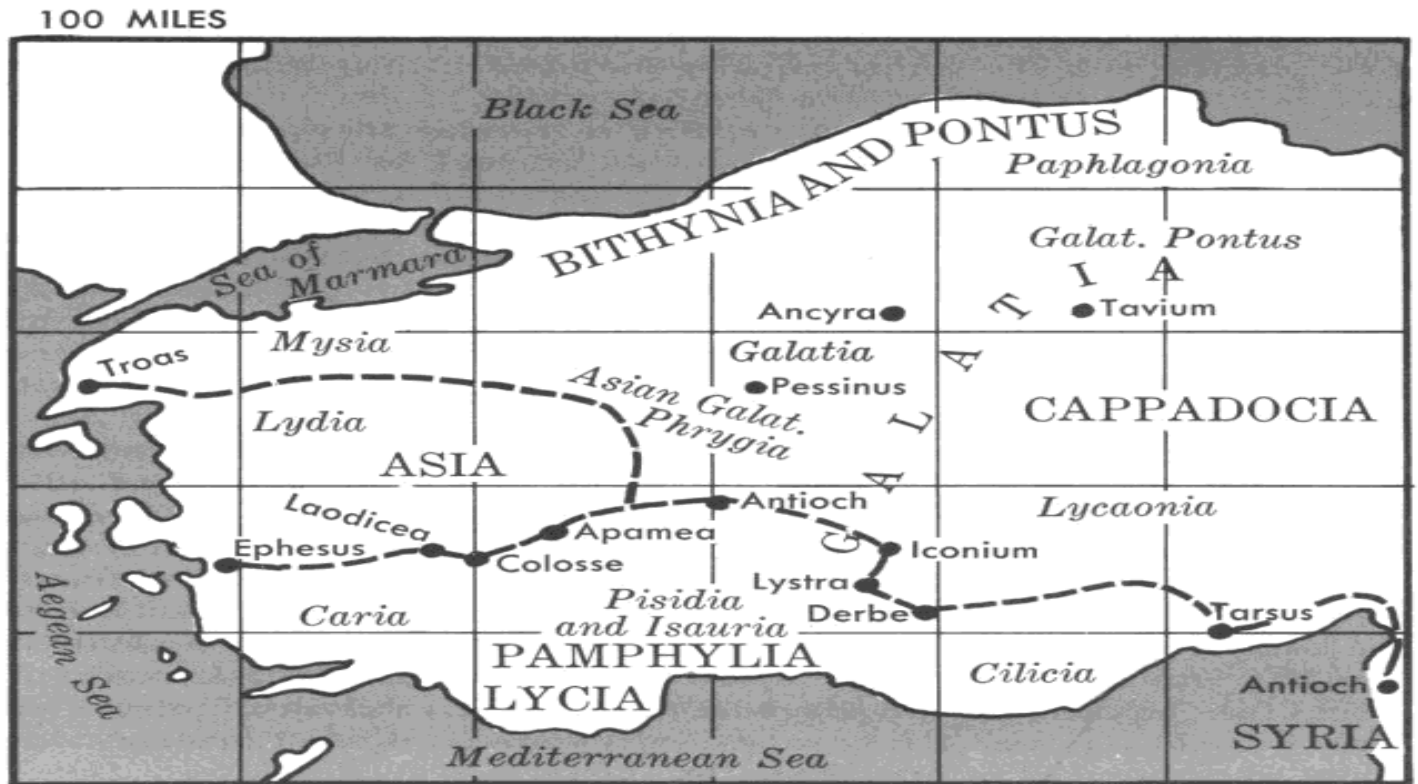 100 MILES
Black Sea
BITHYNIA AND PONTUS
Paphlagonia
Galat. Pontus
Sea of
Marmara
GALATIA
Ancyra
Tavium
Mysia
Galatia
Troas
Pessinus
Asian Galat.
Phrygia
CAPPADOCIA
Lydia
ASIA
Laodicea
Antioch
Lycaonia
Apamea
Ephesus
Colosse
Iconium
Aegean Sea
Lystra
Pisidia
and Isauria
Derbe
Caria
Tarsus
PAMPHYLIA
Cilicia
LYCIA
Antioch
SYRIA
Mediterranean Sea